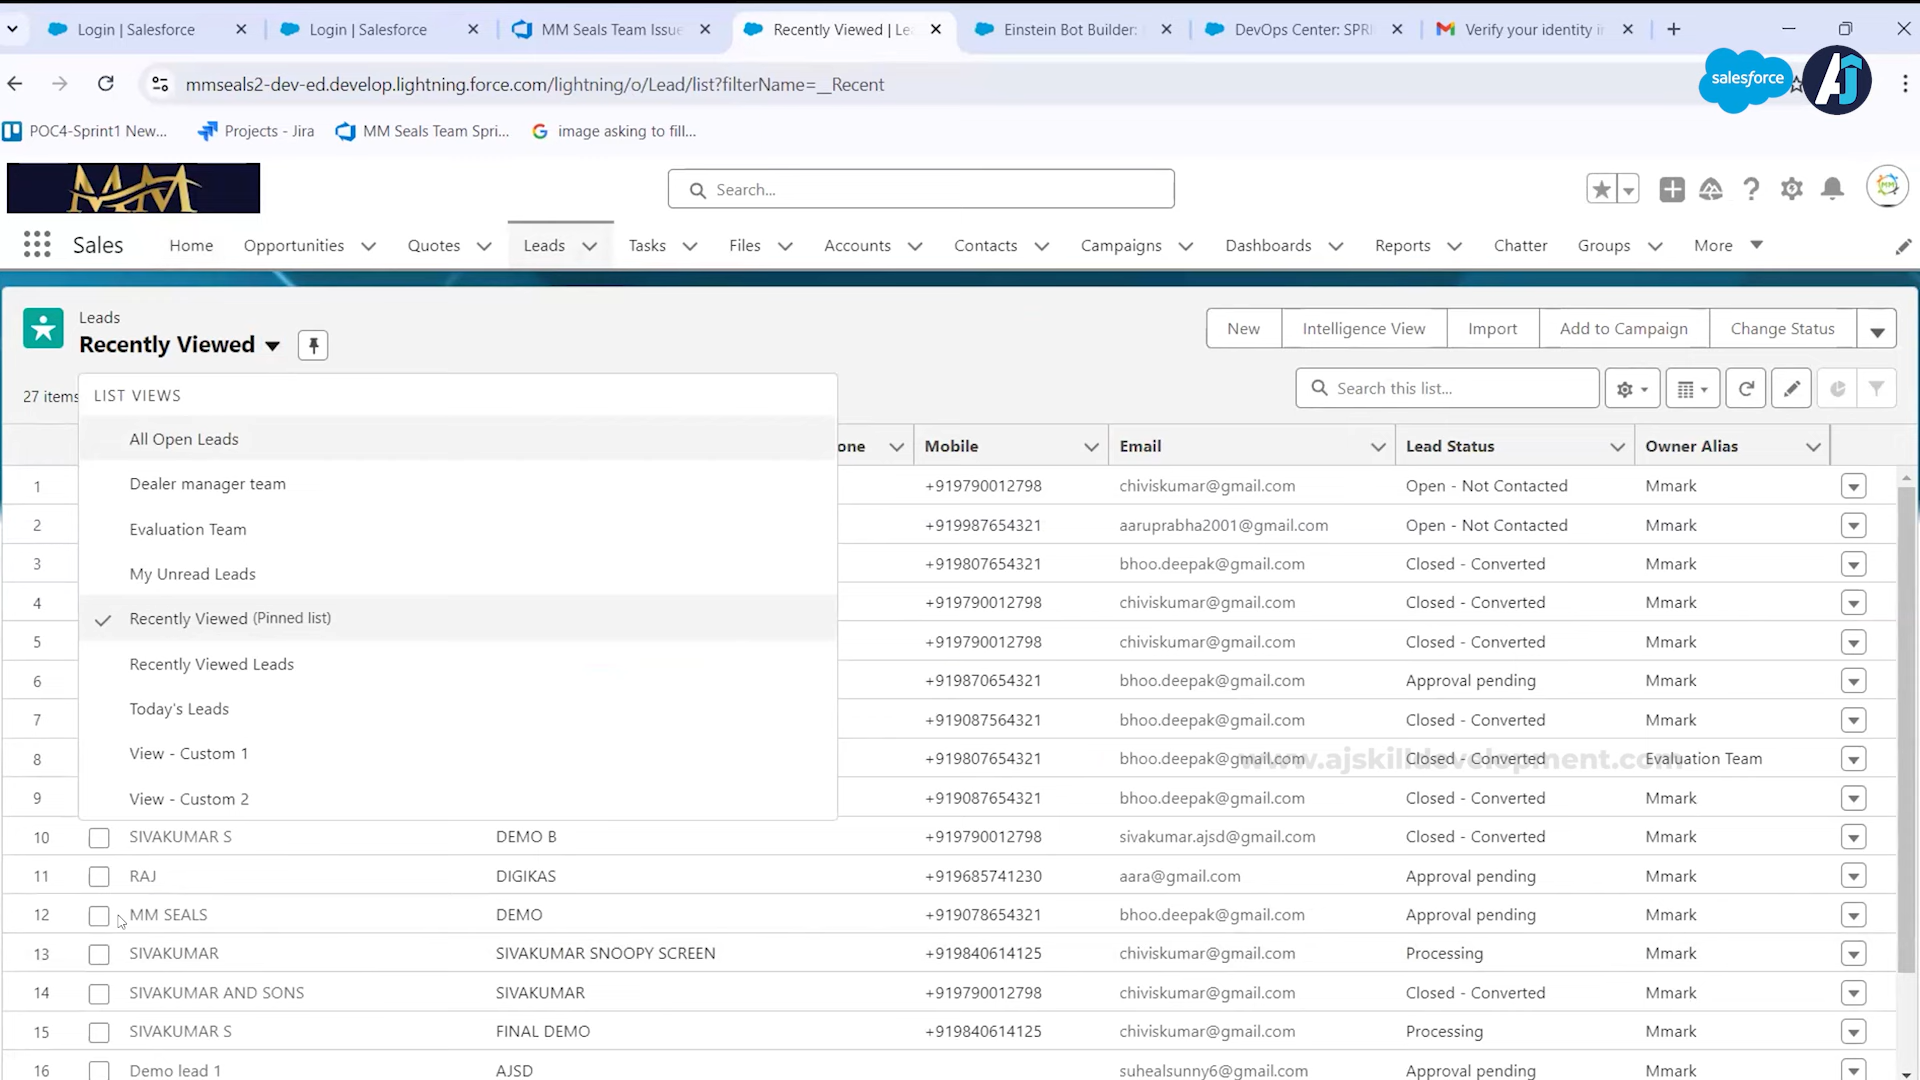 Login | Salesforce
Login | Salesforce
MM Seals Team Issue
Recently Viewed | Le
Einstein Bot Builder:
DevOps Center: SPRI
Verify your identity i
mmseals2-dev-ed.develop.lightning.force.com/lightning/o/Lead/list?filterName=__Recent
salesforce
AJ
POC4-Sprint1 New...
Projects - Jira
MM Seals Team Spri...
image asking to fill...
MM
Search...
Sales
Home
Opportunities
Quotes
Leads
Tasks
Files
Accounts
Contacts
Campaigns
Dashboards
Reports
Chatter
Groups
More
Leads
Recently Viewed
New
Intelligence View
Import
Add to Campaign
Change Status
27 items
Search this list...
LIST VIEWS
All Open Leads
Dealer manager team
Evaluation Team
My Unread Leads
Recently Viewed (Pinned list)
Recently Viewed Leads
Today's Leads
View - Custom 1
View - Custom 2
one Mobile Email Lead Status Owner Alias
1 +919790012798 chiviskumar@gmail.com Open - Not Contacted Mmark
2 +919987654321 aaruprabha2001@gmail.com Open - Not Contacted Mmark
3 +919807654321 bhoo.deepak@gmail.com Closed - Converted Mmark
4 +919790012798 chiviskumar@gmail.com Closed - Converted Mmark
5 +919790012798 chiviskumar@gmail.com Closed - Converted Mmark
6 +919870654321 bhoo.deepak@gmail.com Approval pending Mmark
7 +919087564321 bhoo.deepak@gmail.com Closed - Converted Mmark
8 +919807654321 bhoo.deepak@gmail.com Closed - Converted Evaluation Team
www.ajskilldevelopment.com
9 +919087654321 bhoo.deepak@gmail.com Closed - Converted Mmark
10 SIVAKUMAR S DEMO B +919790012798 sivakumar.ajsd@gmail.com Closed - Converted Mmark
11 RAJ DIGIKAS +919685741230 aara@gmail.com Approval pending Mmark
12 MM SEALS DEMO +919078654321 bhoo.deepak@gmail.com Approval pending Mmark
13 SIVAKUMAR SIVAKUMAR SNOOPY SCREEN +919840614125 chiviskumar@gmail.com Processing Mmark
14 SIVAKUMAR AND SONS SIVAKUMAR +919790012798 chiviskumar@gmail.com Closed - Converted Mmark
15 SIVAKUMAR S FINAL DEMO +919840614125 chiviskumar@gmail.com Processing Mmark
16 Demo lead 1 AJSD suhealsunny6@gmail.com Approval pending Mmark